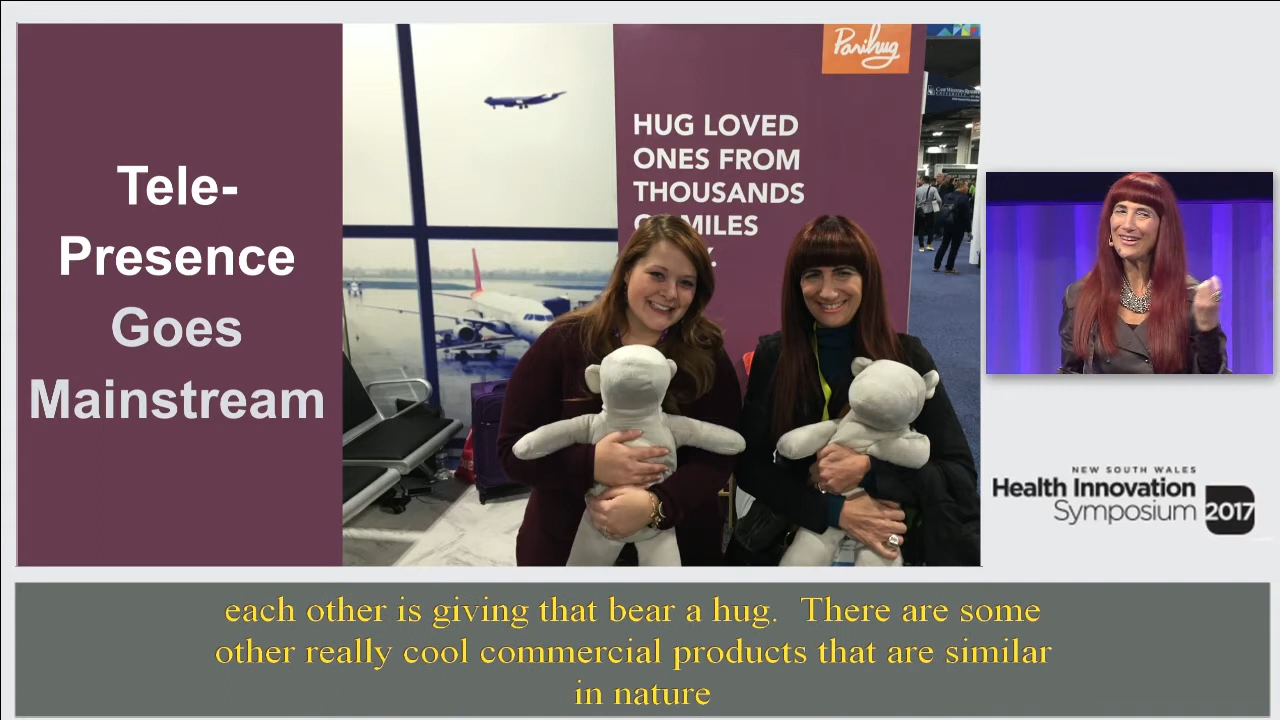 Tele-
Presence
Goes
Mainstream
Parihug
HUG LOVED
ONES FROM
THOUSANDS
MILES
NEW SOUTH WALES
Health Innovation
Symposium 2017
each other is giving that bear a hug. There are some
other really cool commercial products that are similar
in nature